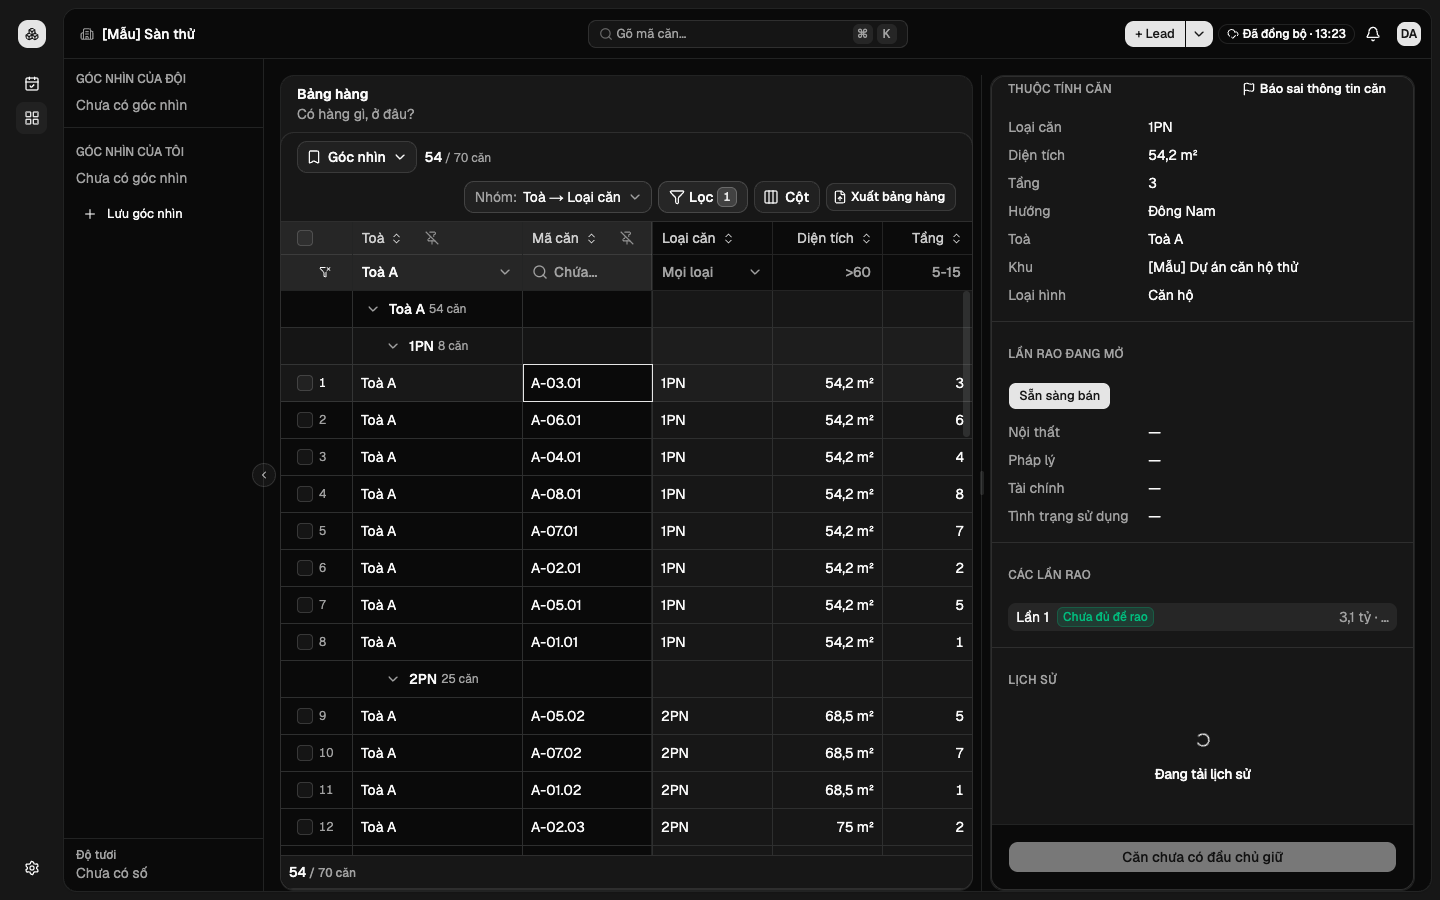 [Mẫu] Sàn thử
Gõ mã căn...
⌘ K
+ Lead
Đã đồng bộ · 13:23
DA
GÓC NHÌN CỦA ĐỘI
Chưa có góc nhìn
GÓC NHÌN CỦA TÔI
Chưa có góc nhìn
+ Lưu góc nhìn
Độ tươi
Chưa có số
Bảng hàng
Có hàng gì, ở đâu?
Góc nhìn
54 / 70 căn
Nhóm: Toà → Loại căn
Lọc 1
Cột
Xuất bảng hàng
Toà Mã căn Loại căn Diện tích Tầng
Toà A Chứa... Mọi loại >60 5-15
Toà A 54 căn
1PN 8 căn
1 Toà A A-03.01 1PN 54,2 m² 3
2 Toà A A-06.01 1PN 54,2 m² 6
3 Toà A A-04.01 1PN 54,2 m² 4
4 Toà A A-08.01 1PN 54,2 m² 8
5 Toà A A-07.01 1PN 54,2 m² 7
6 Toà A A-02.01 1PN 54,2 m² 2
7 Toà A A-05.01 1PN 54,2 m² 5
8 Toà A A-01.01 1PN 54,2 m² 1
2PN 25 căn
9 Toà A A-05.02 2PN 68,5 m² 5
10 Toà A A-07.02 2PN 68,5 m² 7
11 Toà A A-01.02 2PN 68,5 m² 1
12 Toà A A-02.03 2PN 75 m² 2
54 / 70 căn
THUỘC TÍNH CĂN
Báo sai thông tin căn
Loại căn 1PN
Diện tích 54,2 m²
Tầng 3
Hướng Đông Nam
Toà Toà A
Khu [Mẫu] Dự án căn hộ thử
Loại hình Căn hộ
LẦN RAO ĐANG MỞ
Sẵn sàng bán
Nội thất —
Pháp lý —
Tài chính —
Tình trạng sử dụng —
CÁC LẦN RAO
Lần 1 Chưa đủ để rao 3,1 tỷ · ...
LỊCH SỬ
Đang tải lịch sử
Căn chưa có đầu chủ giữ